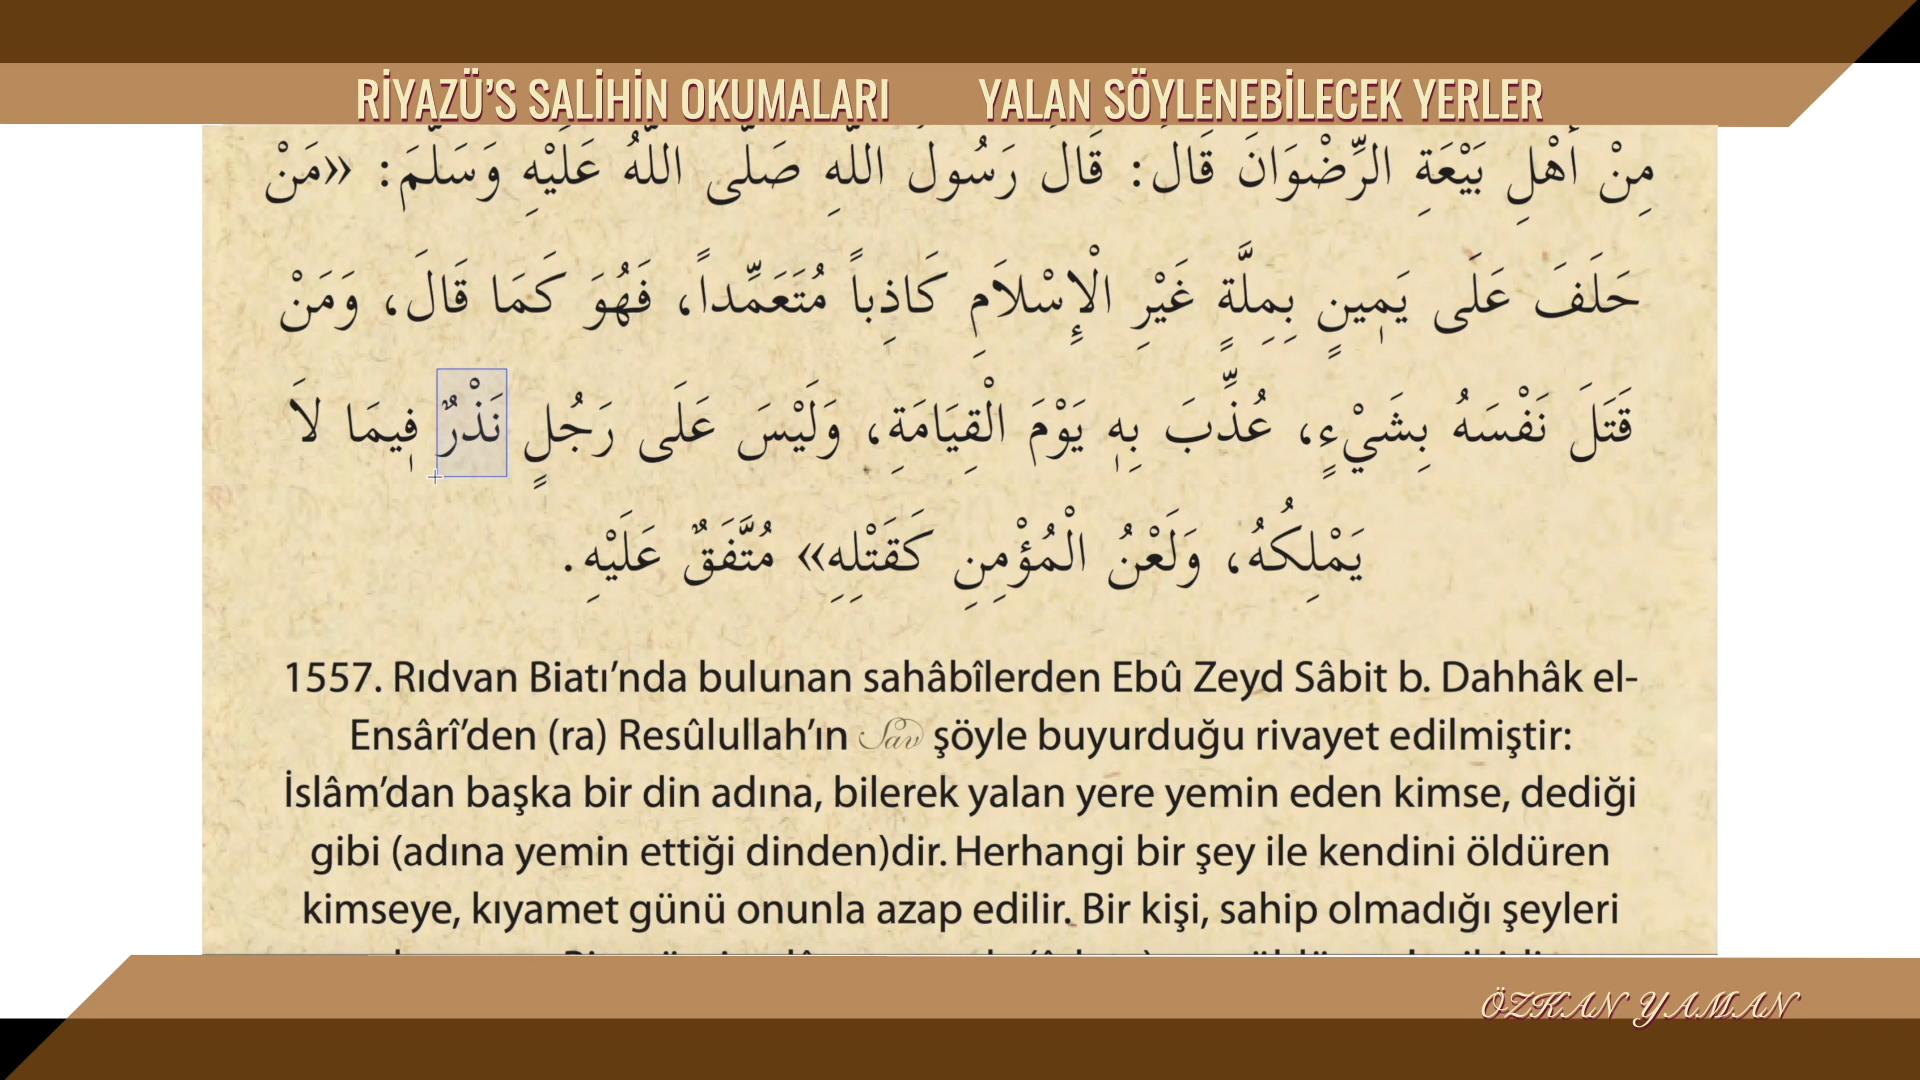 RİYAZÜ'S SALİHİN OKUMALARI YALAN SÖYLENEBİLECEK YERLER
مِنْ أَهْلِ بَيْعَةِ الرِّضْوَانَ قَالَ: قَالَ رَسُولُ اللَّهِ صَلَّى اللَّهُ عَلَيْهِ وَسَلَّمَ: «مَنْ
حَلَفَ عَلَى يَمِينٍ بِمِلَّةٍ غَيْرِ الْإِسْلَامِ كَاذِباً مُتَعَمِّداً، فَهُوَ كَمَا قَالَ، وَمَنْ
قَتَلَ نَفْسَهُ بِشَيْءٍ، عُذِّبَ بِهِ يَوْمَ الْقِيَامَةِ، وَلَيْسَ عَلَى رَجُلٍ نَذْرٌ فِيمَا لَا
يَمْلِكُهُ، وَلَعْنُ الْمُؤْمِنِ كَقَتْلِهِ» مُتَّفَقٌ عَلَيْهِ.
1557. Rıdvan Biatı'nda bulunan sahâbîlerden Ebû Zeyd Sâbit b. Dahhâk el-
Ensârî'den (ra) Resûlullah'ın Sav şöyle buyurduğu rivayet edilmiştir:
İslâm'dan başka bir din adına, bilerek yalan yere yemin eden kimse, dediği
gibi (adına yemin ettiği dinden)dir. Herhangi bir şey ile kendini öldüren
kimseye, kıyamet günü onunla azap edilir. Bir kişi, sahip olmadığı şeyleri
ÖZKAN YAMAN